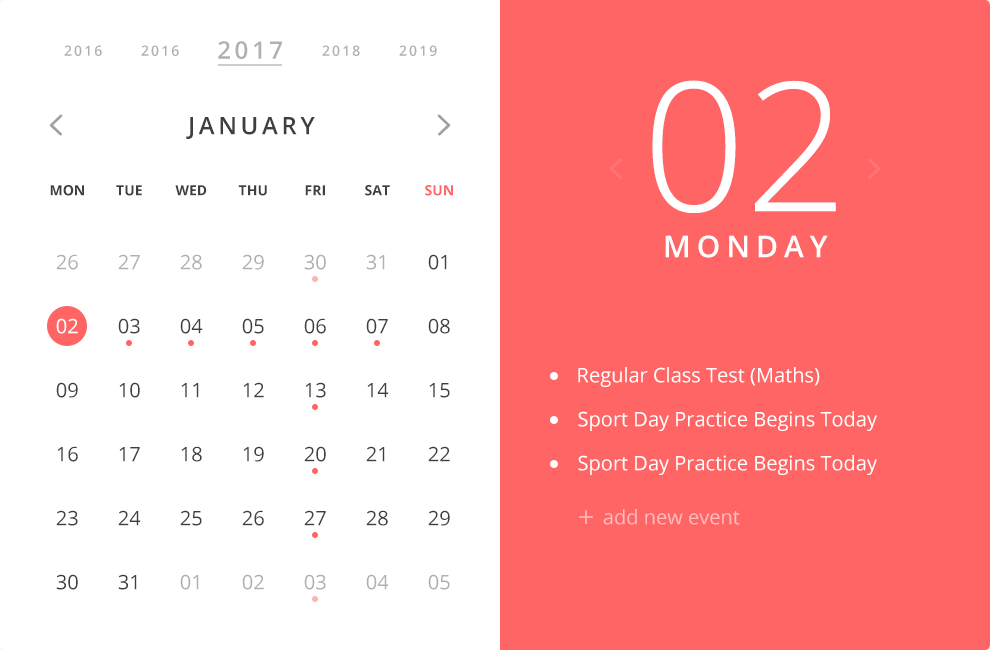 2016 2016 2017 2018 2019
JANUARY
MON TUE WED THU FRI SAT SUN
26 27 28 29 30 31 01
02 03 04 05 06 07 08
09 10 11 12 13 14 15
16 17 18 19 20 21 22
23 24 25 26 27 28 29
30 31 01 02 03 04 05
02
MONDAY
Regular Class Test (Maths)
Sport Day Practice Begins Today
Sport Day Practice Begins Today
+ add new event